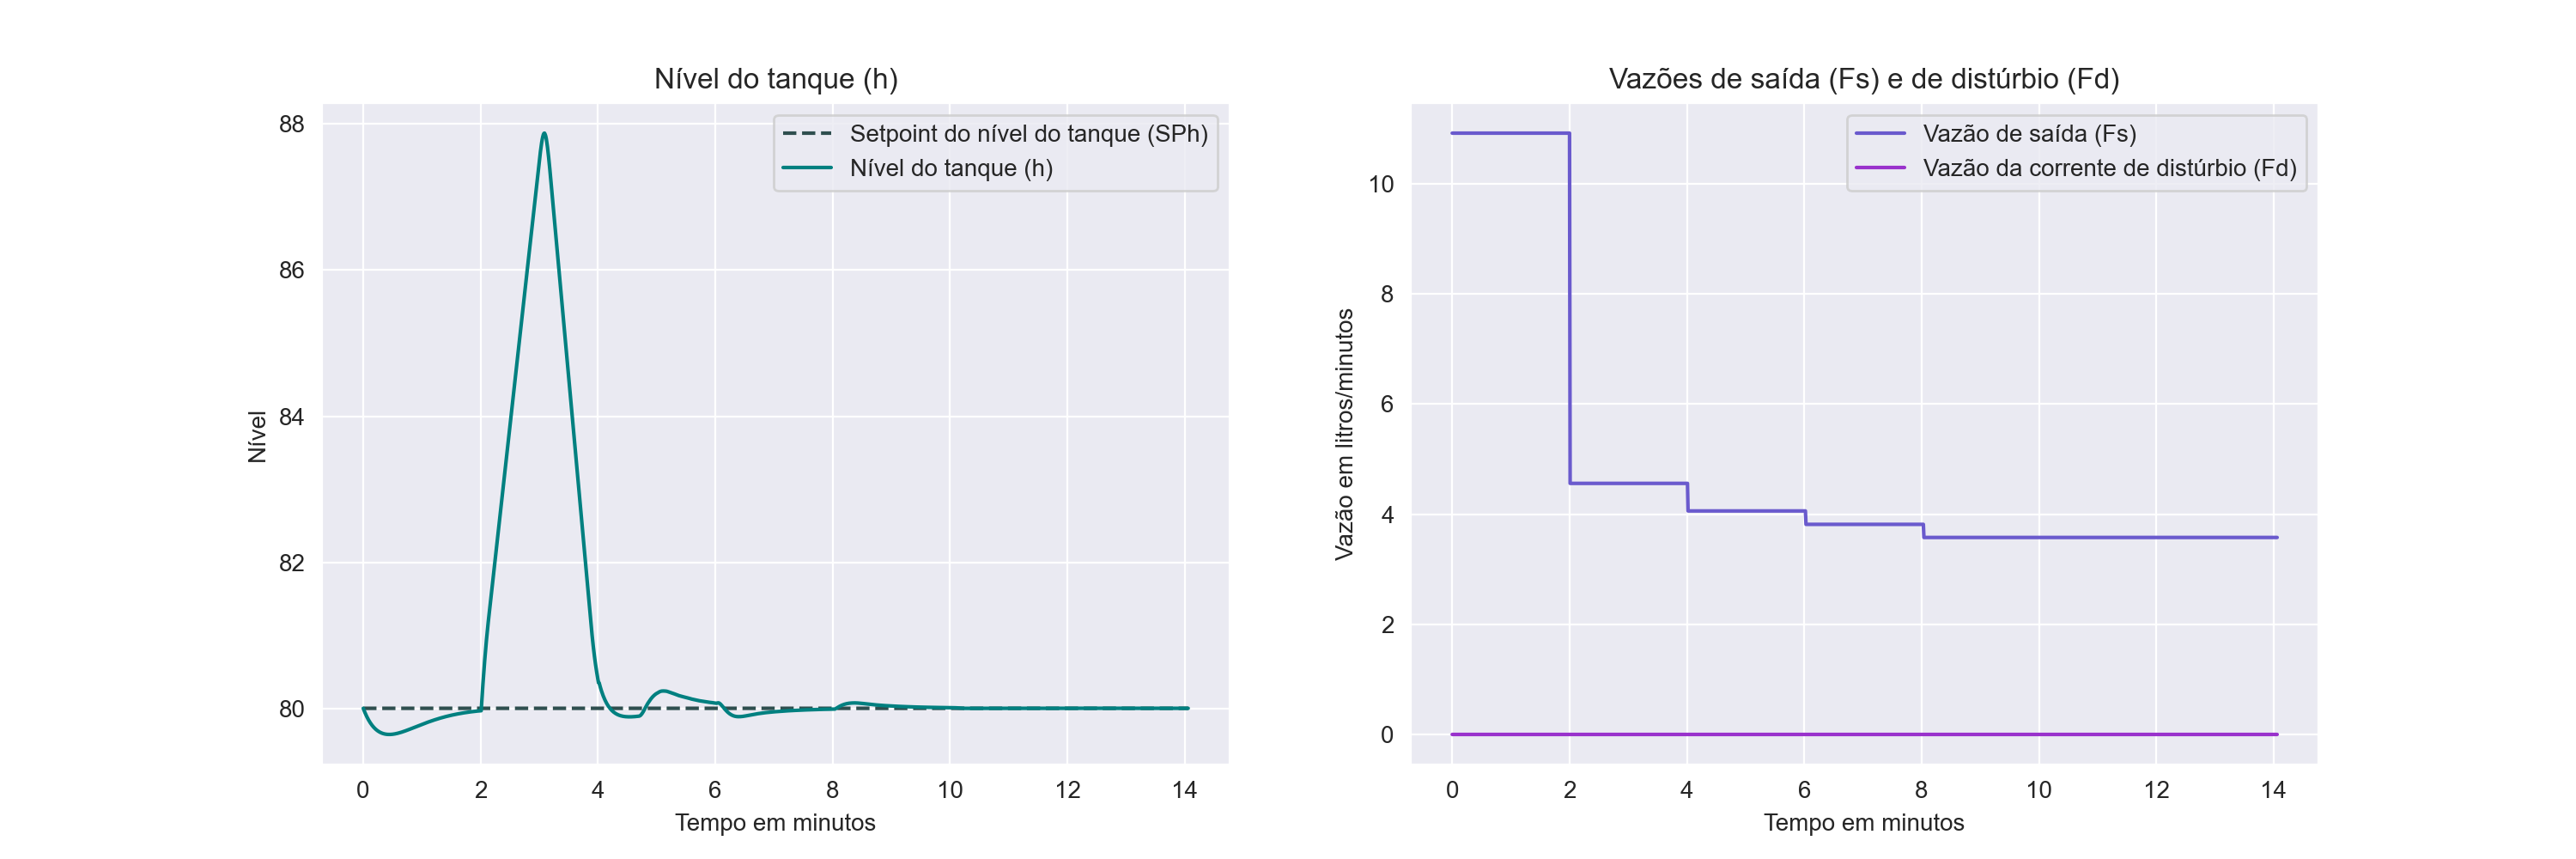 Nível do tanque (h)
Setpoint do nível do tanque (SPh)
Nível do tanque (h)
88
86
84
82
80
Nível
0 2 4 6 8 10 12 14
Tempo em minutos
Vazões de saída (Fs) e de distúrbio (Fd)
Vazão de saída (Fs)
Vazão da corrente de distúrbio (Fd)
10
8
6
4
2
0
Vazão em litros/minutos
0 2 4 6 8 10 12 14
Tempo em minutos